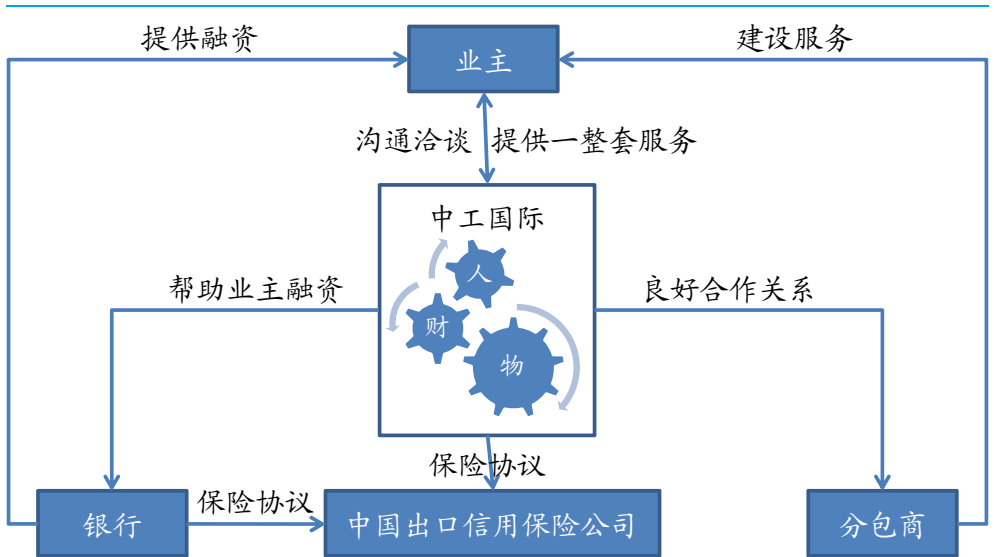 提供融资
业主
建设服务
沟通洽谈
提供一整套服务
中工国际
人
财
物
帮助业主融资
良好合作关系
保险协议
银行
保险协议
中国出口信用保险公司
分包商